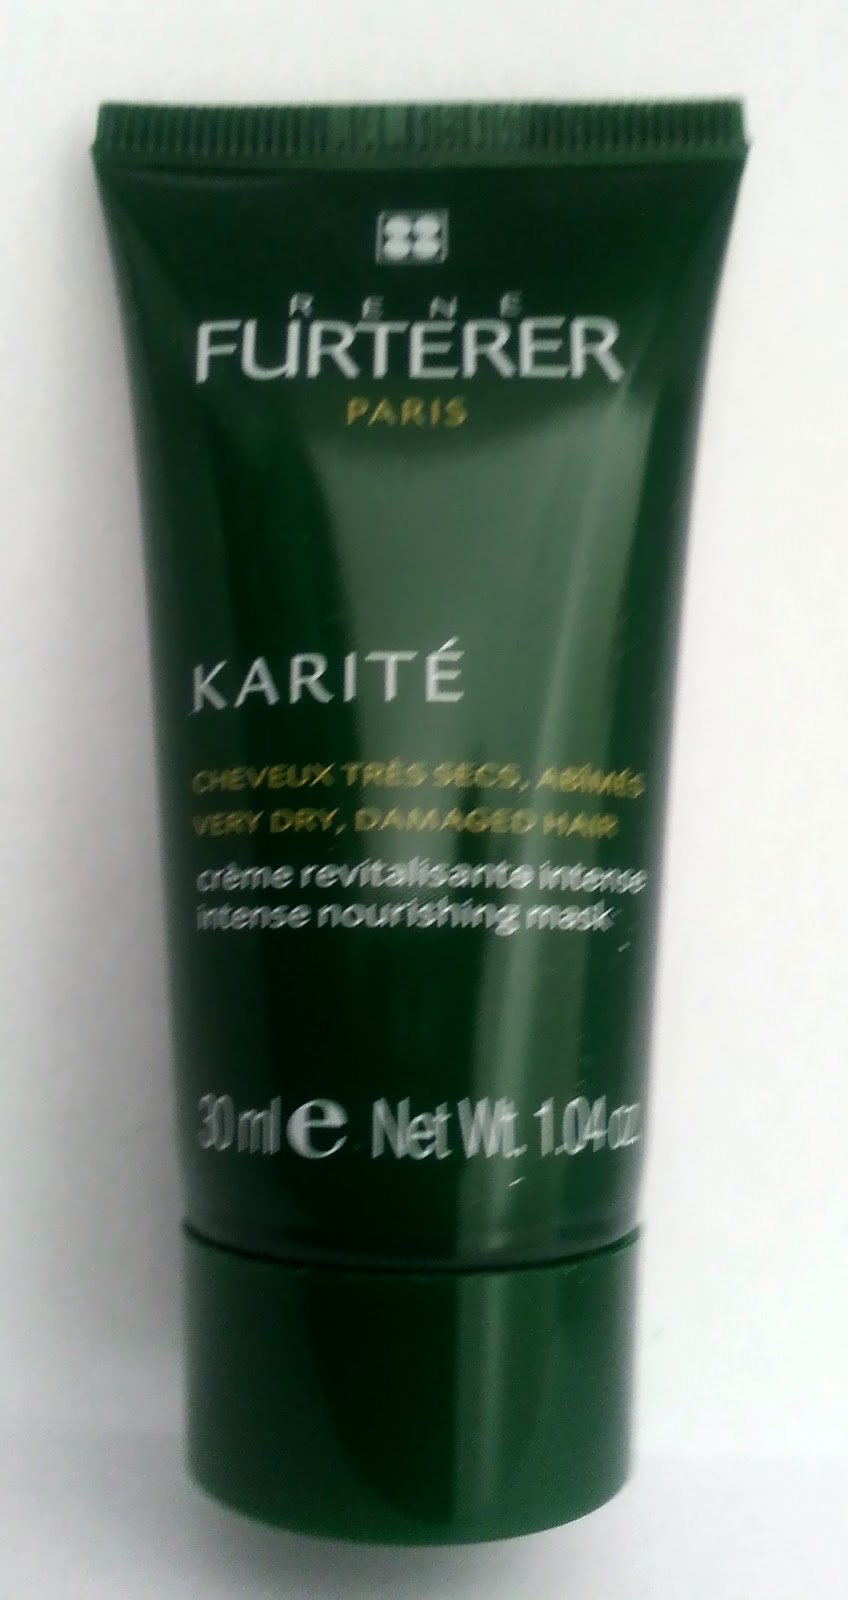 RENÉ
FURTERER
PARIS
KARITÉ
CHEVEUX TRÈS SECS, ABÎMÉS
VERY DRY, DAMAGED HAIR
crème revitalisante intense
intense nourishing mask
30 ml e Net Wt. 1.04 oz.